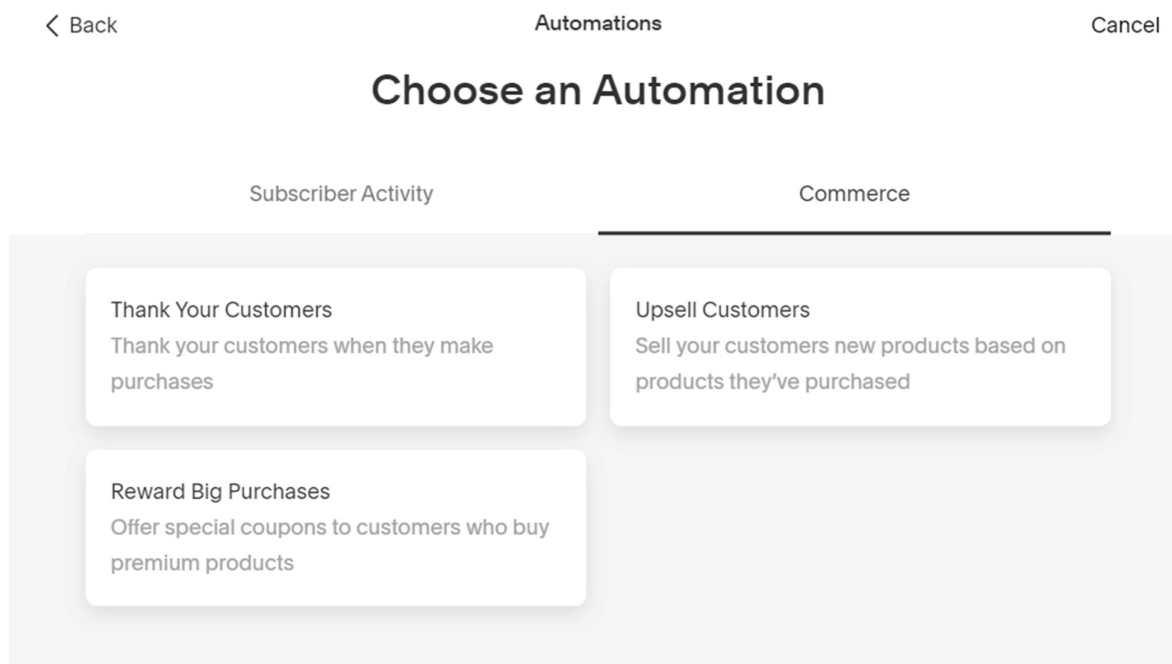 Back
Automations
Cancel
Choose an Automation
Subscriber Activity
Commerce
Thank Your Customers
Thank your customers when they make
purchases
Upsell Customers
Sell your customers new products based on
products they’ve purchased
Reward Big Purchases
Offer special coupons to customers who buy
premium products